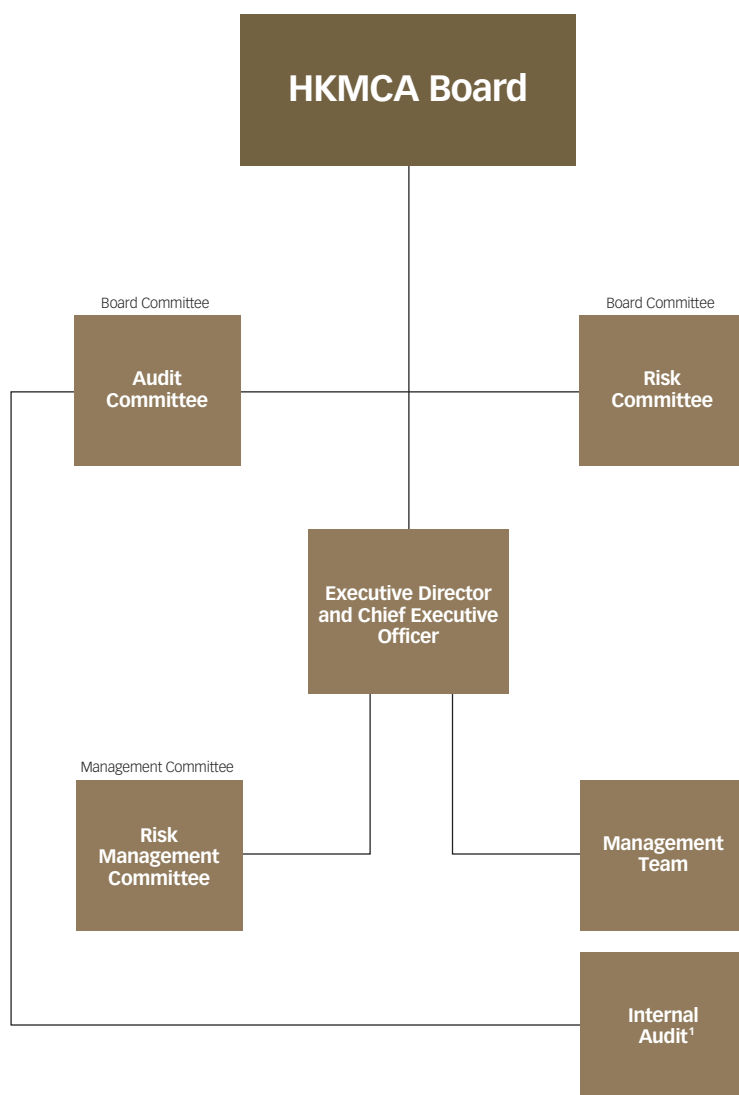 HKMCA Board
Board Committee
Audit
Committee
Board Committee
Risk
Committee
Executive Director
and Chief Executive
Officer
Management Committee
Risk
Management
Committee
Management
Team
Internal
Audit¹